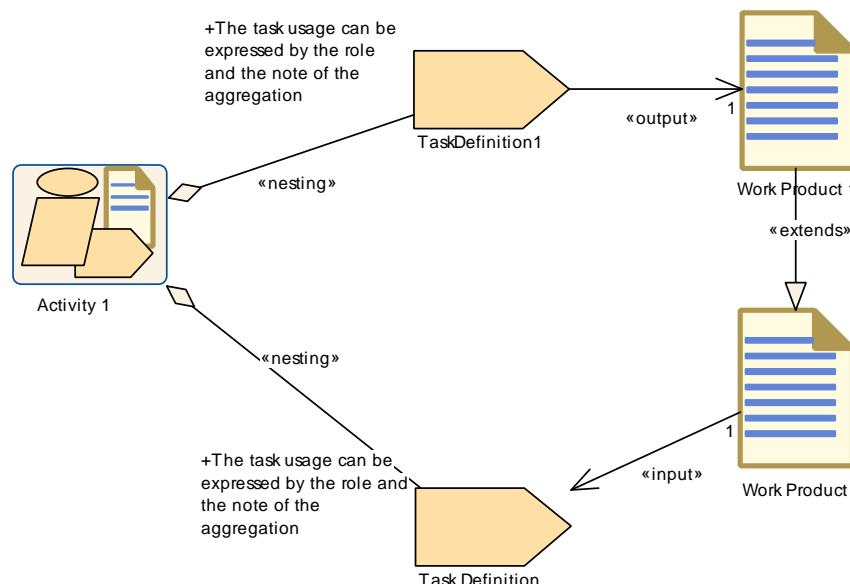 +The task usage can be
expressed by the role
and the note of the
aggregation
TaskDefinition1
«output»
1
Work Product
«nesting»
«extends»
Activity 1
«nesting»
+The task usage can be
expressed by the role and
the note of the
aggregation
1
«input»
Work Product
Task Definition